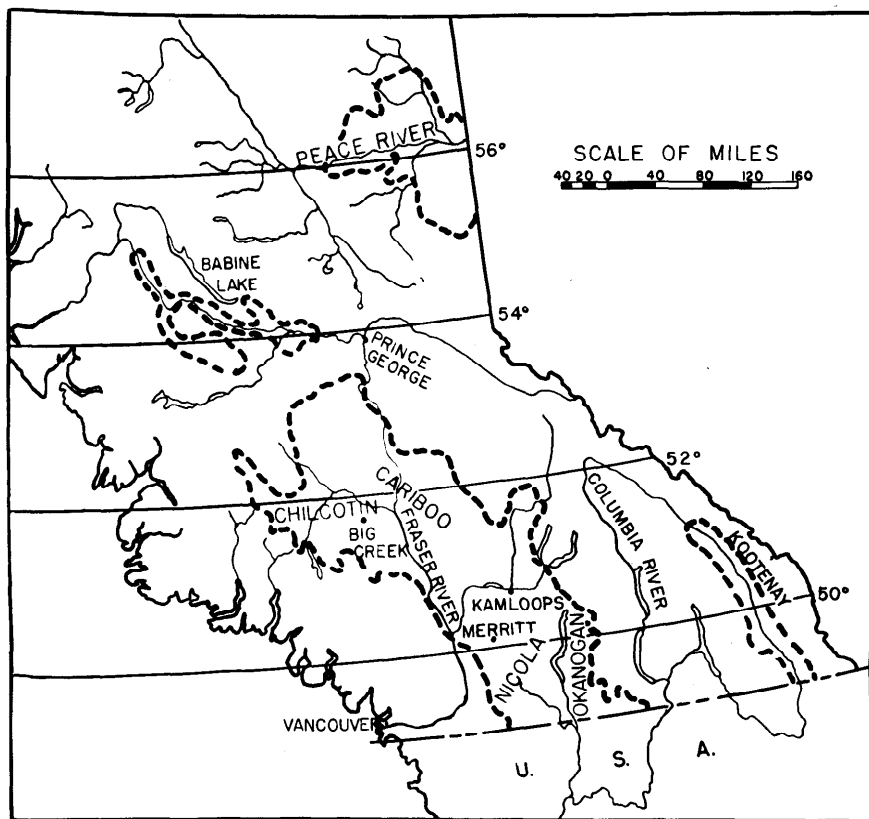 PEACE RIVER
56°
SCALE OF MILES
40 20 0 40 80 120 160
BABINE
LAKE
54°
PRINCE
GEORGE
52°
CARIBOO
CHILCOTIN
BIG
CREEK
FRASER RIVER
COLUMBIA RIVER
KOOTENAY
50°
KAMLOOPS
MERRITT
NICOLA
OKANOGAN
VANCOUVER
U. S. A.